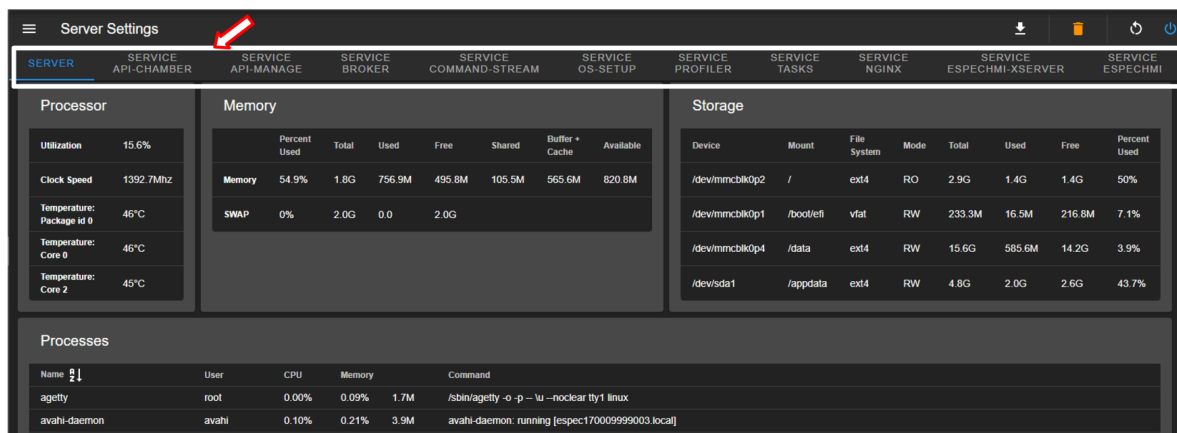 Server Settings
SERVER
SERVICE
API-CHAMBER
SERVICE
API-MANAGE
SERVICE
BROKER
SERVICE
COMMAND-STREAM
SERVICE
OS-SETUP
SERVICE
PROFILER
SERVICE
TASKS
SERVICE
NGINX
SERVICE
ESPECHMI-XSERVER
SERVICE
ESPECHMI
Processor
Utilization 15.6%
Clock Speed 1392.7Mhz
Temperature:
Package id 0 46°C
Temperature:
Core 0 46°C
Temperature:
Core 2 45°C
Memory
Percent Used Total Used Free Shared Buffer + Cache Available
Memory 54.9% 1.8G 756.9M 495.8M 105.5M 565.6M 820.8M
SWAP 0% 2.0G 0.0 2.0G
Storage
Device Mount File System Mode Total Used Free Percent Used
/dev/mmcblk0p2 / ext4 RO 2.9G 1.4G 1.4G 50%
/dev/mmcblk0p1 /boot/efi vfat RW 233.3M 16.5M 216.8M 7.1%
/dev/mmcblk0p4 /data ext4 RW 15.6G 585.6M 14.2G 3.9%
/dev/sda1 /appdata ext4 RW 4.8G 2.0G 2.6G 43.7%
Processes
Name AZ User CPU Memory Command
agetty root 0.00% 0.09% 1.7M /sbin/agetty -o -p -- \u --noclear tty1 linux
avahi-daemon avahi 0.10% 0.21% 3.9M avahi-daemon: running [espec170009999003.local]